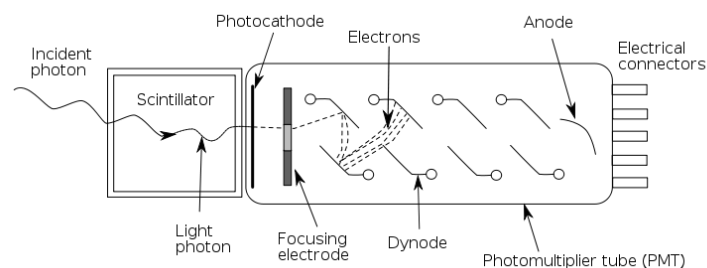 Photocathode
Electrons
Anode
Incident
photon
Electrical
connectors
Scintillator
Light
photon
Focusing
electrode
Dynode
Photomultiplier tube (PMT)